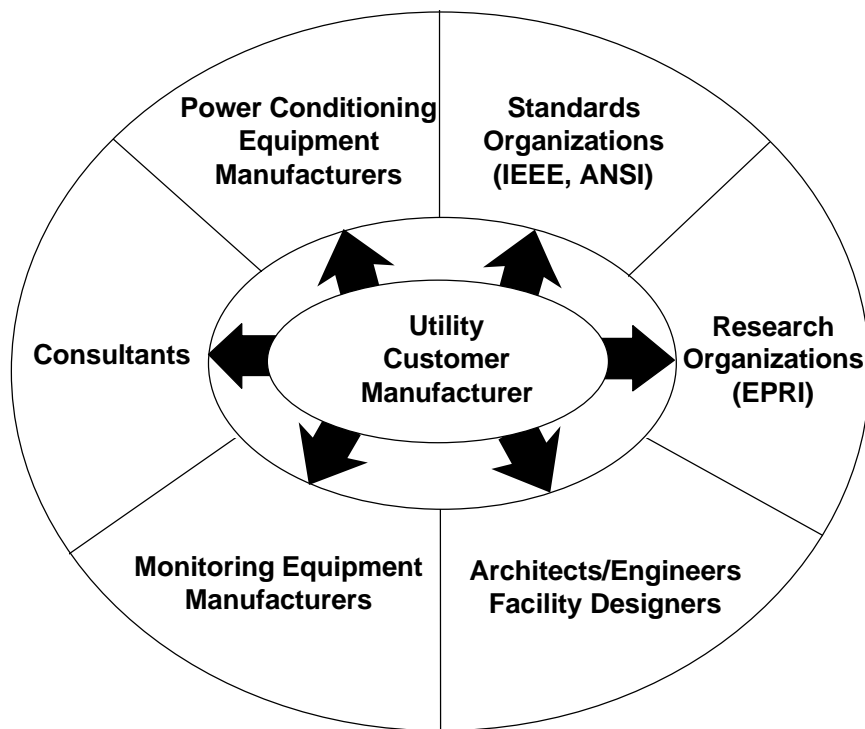 Power Conditioning
Equipment
Manufacturers
Standards
Organizations
(IEEE, ANSI)
Consultants
Utility
Customer
Manufacturer
Research
Organizations
(EPRI)
Monitoring Equipment
Manufacturers
Architects/Engineers
Facility Designers